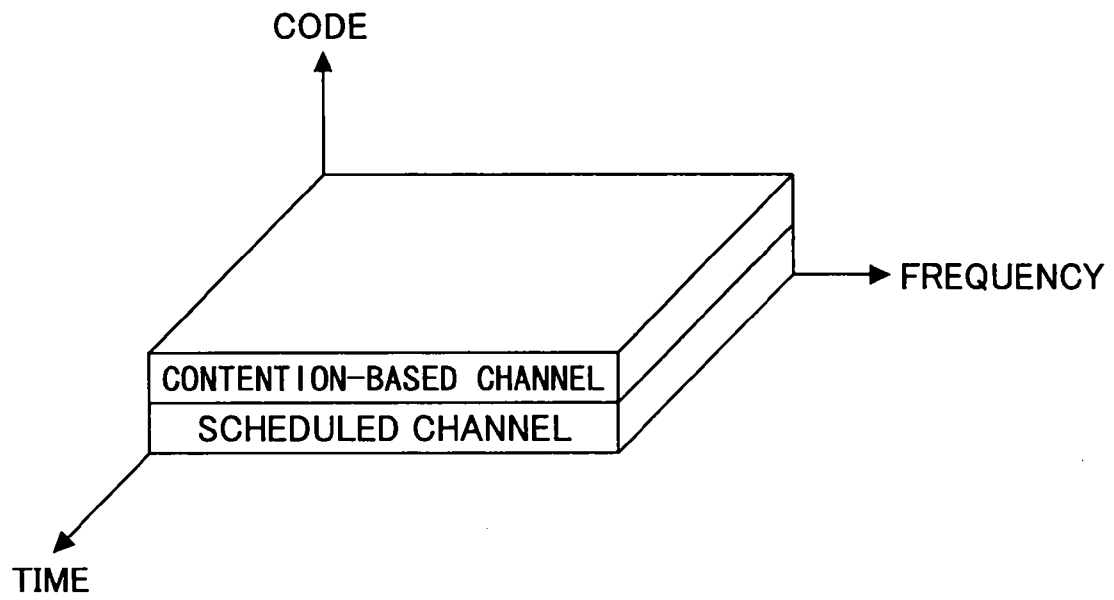 CODE
FREQUENCY
CONTENTION-BASED CHANNEL
SCHEDULED CHANNEL
TIME